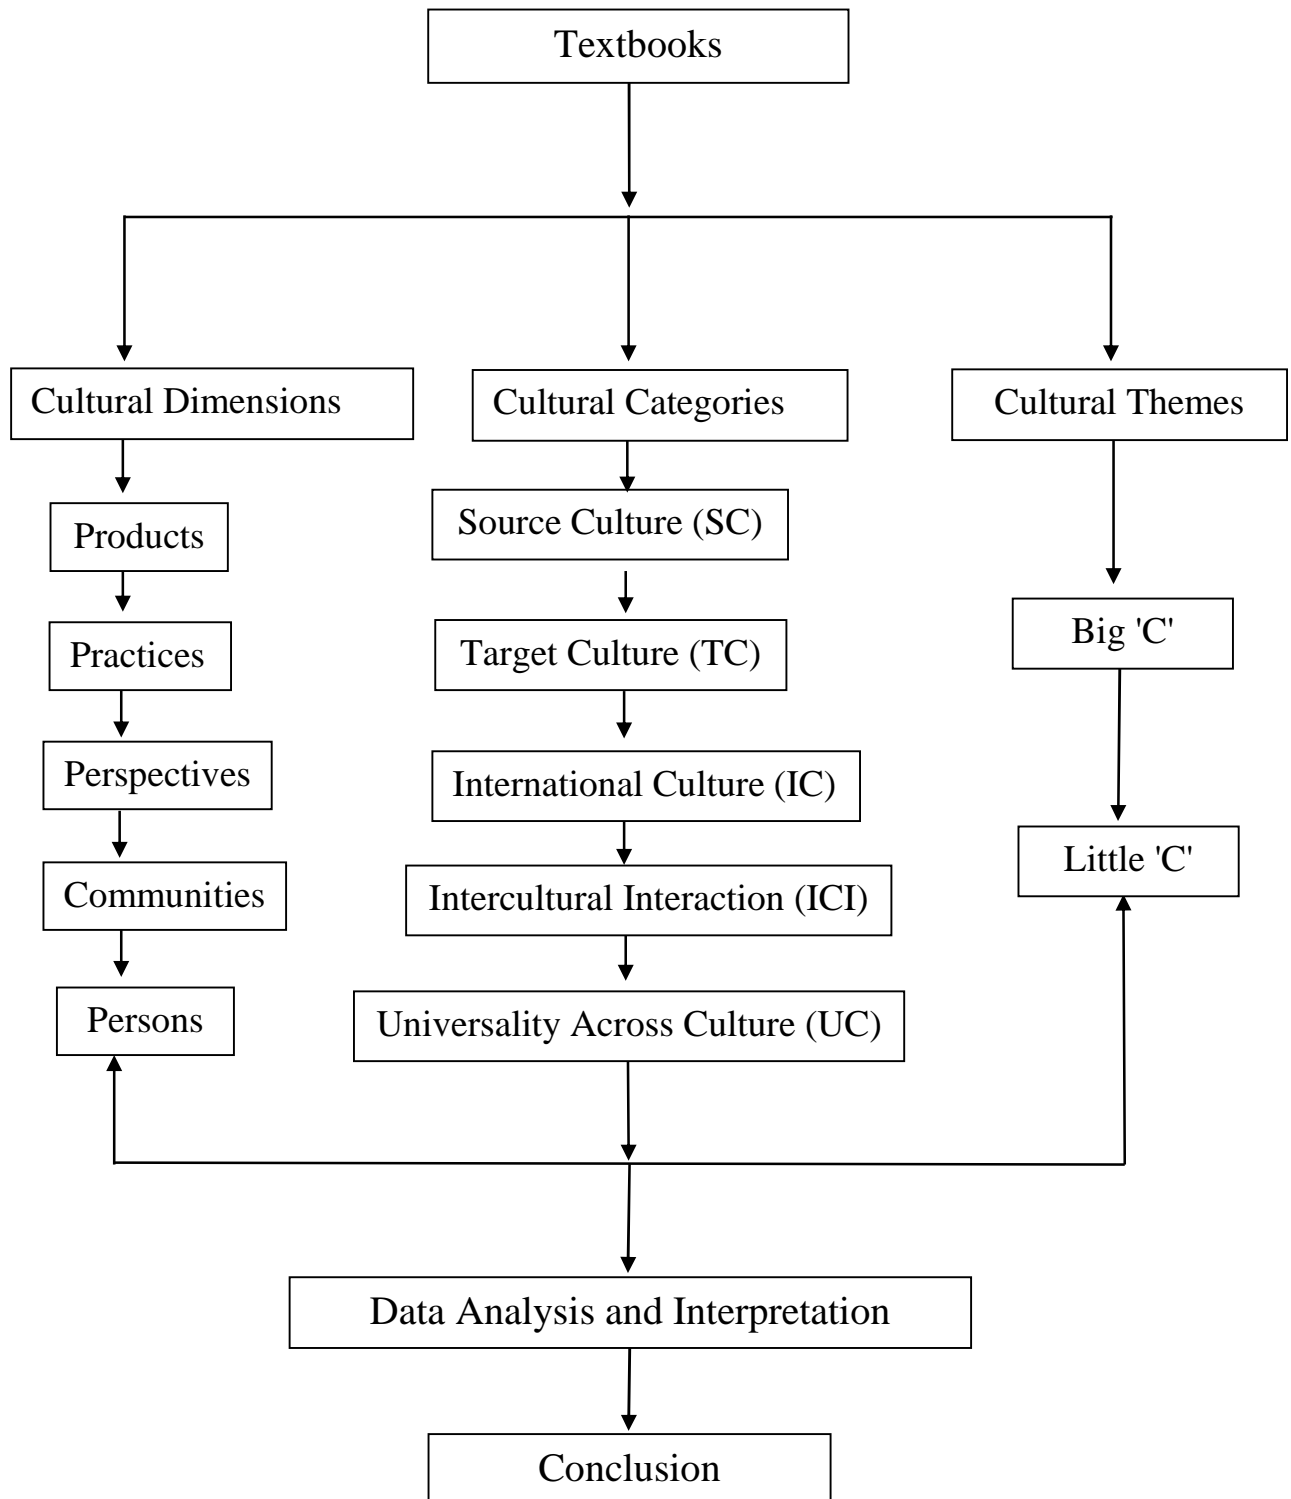 Textbooks
Cultural Dimensions
Products
Practices
Perspectives
Communities
Persons
Cultural Categories
Source Culture (SC)
Target Culture (TC)
International Culture (IC)
Intercultural Interaction (ICI)
Universality Across Culture (UC)
Cultural Themes
Big 'C'
Little 'C'
Data Analysis and Interpretation
Conclusion